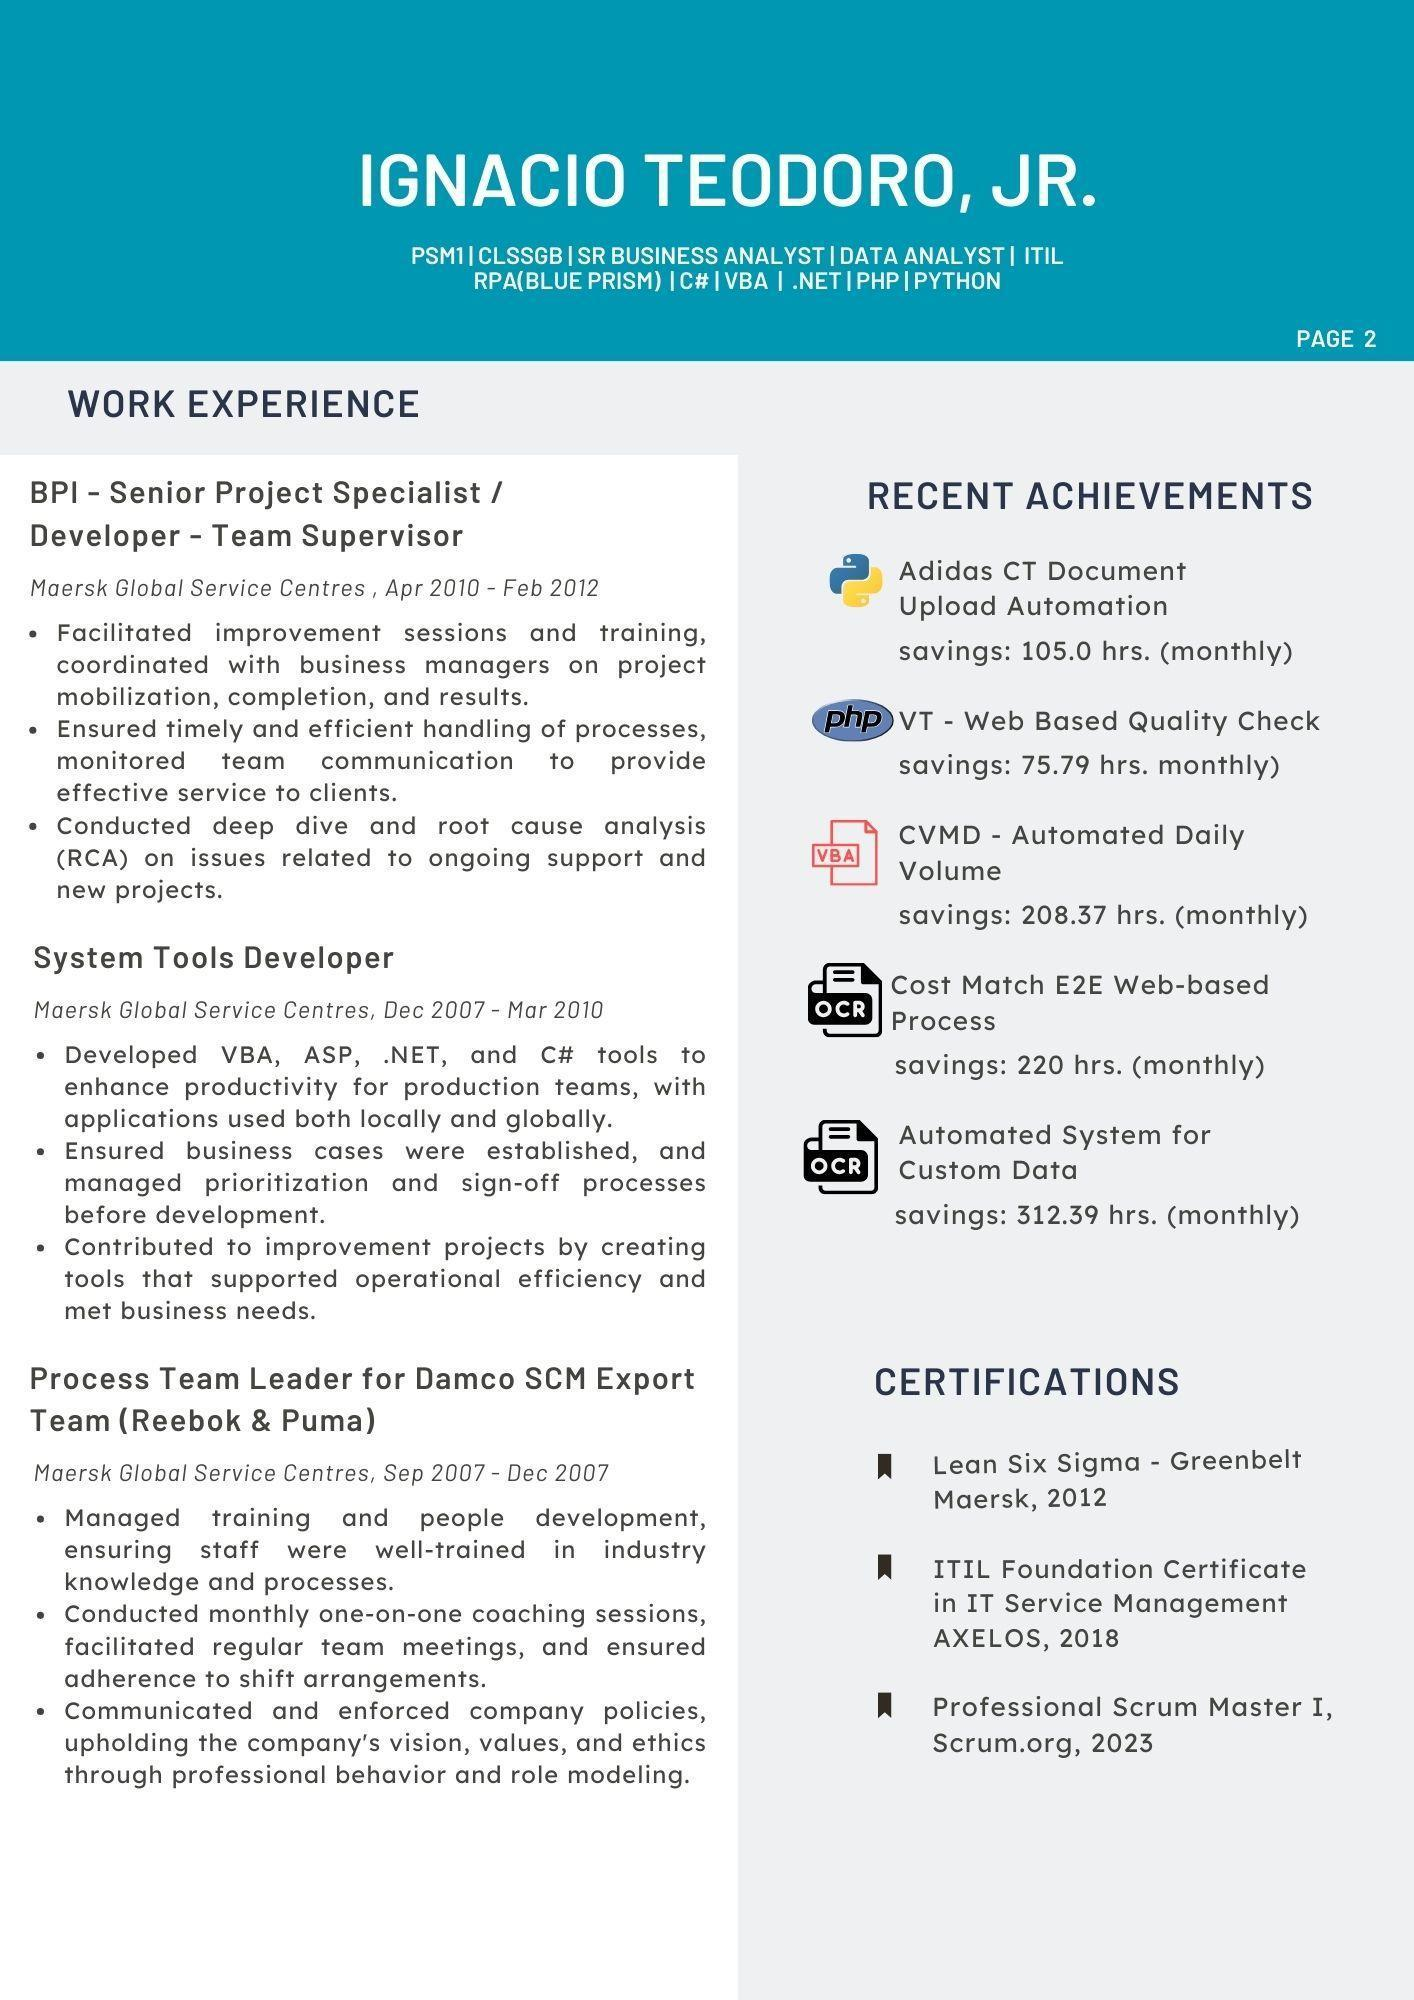 IGNACIO TEODORO, JR.
PSM1 | CLSSGB | SR BUSINESS ANALYST | DATA ANALYST | ITIL
RPA(BLUE PRISM) | C# | VBA | .NET | PHP | PYTHON
PAGE 2
WORK EXPERIENCE
BPI - Senior Project Specialist /
Developer - Team Supervisor
Maersk Global Service Centres , Apr 2010 - Feb 2012
• Facilitated improvement sessions and training,
coordinated with business managers on project
mobilization, completion, and results.
• Ensured timely and efficient handling of processes,
monitored team communication to provide
effective service to clients.
• Conducted deep dive and root cause analysis
(RCA) on issues related to ongoing support and
new projects.
System Tools Developer
Maersk Global Service Centres, Dec 2007 - Mar 2010
• Developed VBA, ASP, .NET, and C# tools to
enhance productivity for production teams, with
applications used both locally and globally.
• Ensured business cases were established, and
managed prioritization and sign-off processes
before development.
• Contributed to improvement projects by creating
tools that supported operational efficiency and
met business needs.
Process Team Leader for Damco SCM Export
Team (Reebok & Puma)
Maersk Global Service Centres, Sep 2007 - Dec 2007
• Managed training and people development,
ensuring staff were well-trained in industry
knowledge and processes.
• Conducted monthly one-on-one coaching sessions,
facilitated regular team meetings, and ensured
adherence to shift arrangements.
• Communicated and enforced company policies,
upholding the company's vision, values, and ethics
through professional behavior and role modeling.
RECENT ACHIEVEMENTS
Adidas CT Document
Upload Automation
savings: 105.0 hrs. (monthly)
php VT - Web Based Quality Check
savings: 75.79 hrs. monthly)
CVMD - Automated Daily
VBA
Volume
savings: 208.37 hrs. (monthly)
Cost Match E2E Web-based
OCR
Process
savings: 220 hrs. (monthly)
Automated System for
OCR
Custom Data
savings: 312.39 hrs. (monthly)
CERTIFICATIONS
Lean Six Sigma - Greenbelt
Maersk, 2012
ITIL Foundation Certificate
in IT Service Management
AXELOS, 2018
Professional Scrum Master I,
Scrum.org, 2023